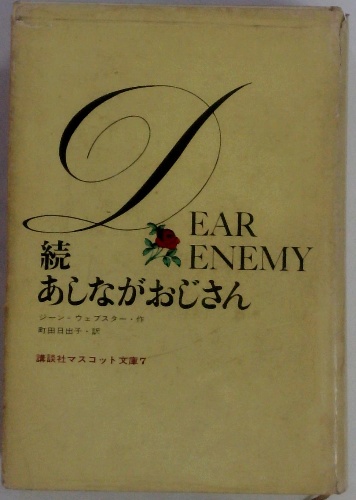 DEAR
ENEMY
続
あしながおじさん
ジーン・ウェブスター・作
町田日出子・訳
講談社マスコット文庫7